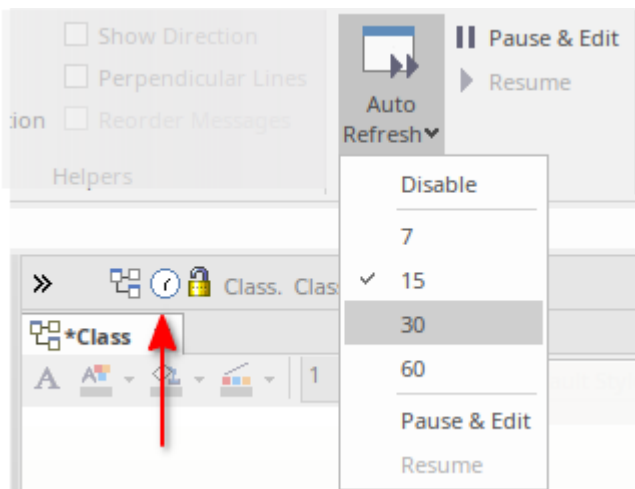 Show Direction
Perpendicular Lines
Reorder Messages
Helpers
Auto
Refresh
Pause & Edit
Resume
Disable
7
15
30
60
Pause & Edit
Resume
Class. Clas
*Class
A
1